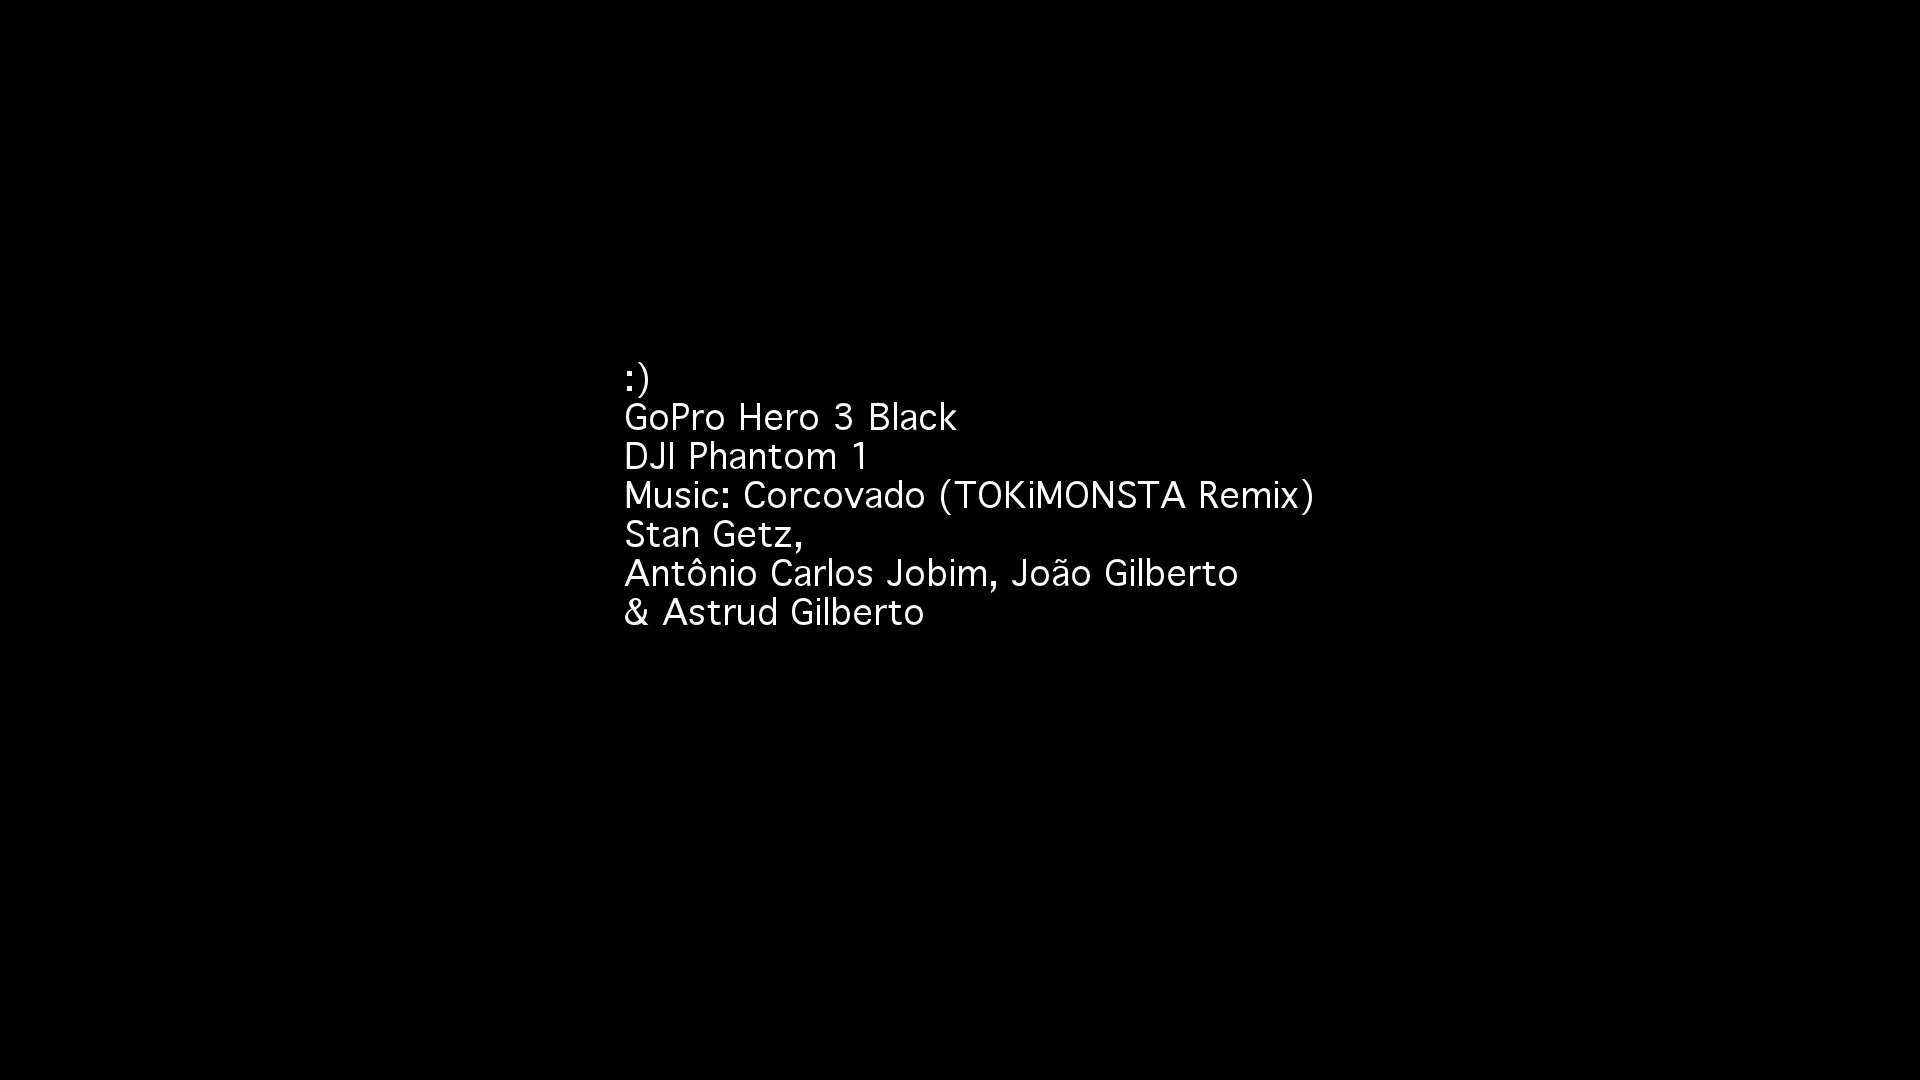 :)
GoPro Hero 3 Black
DJI Phantom 1
Music: Corcovado (TOKiMONSTA Remix)
Stan Getz,
Antônio Carlos Jobim, João Gilberto
& Astrud Gilberto